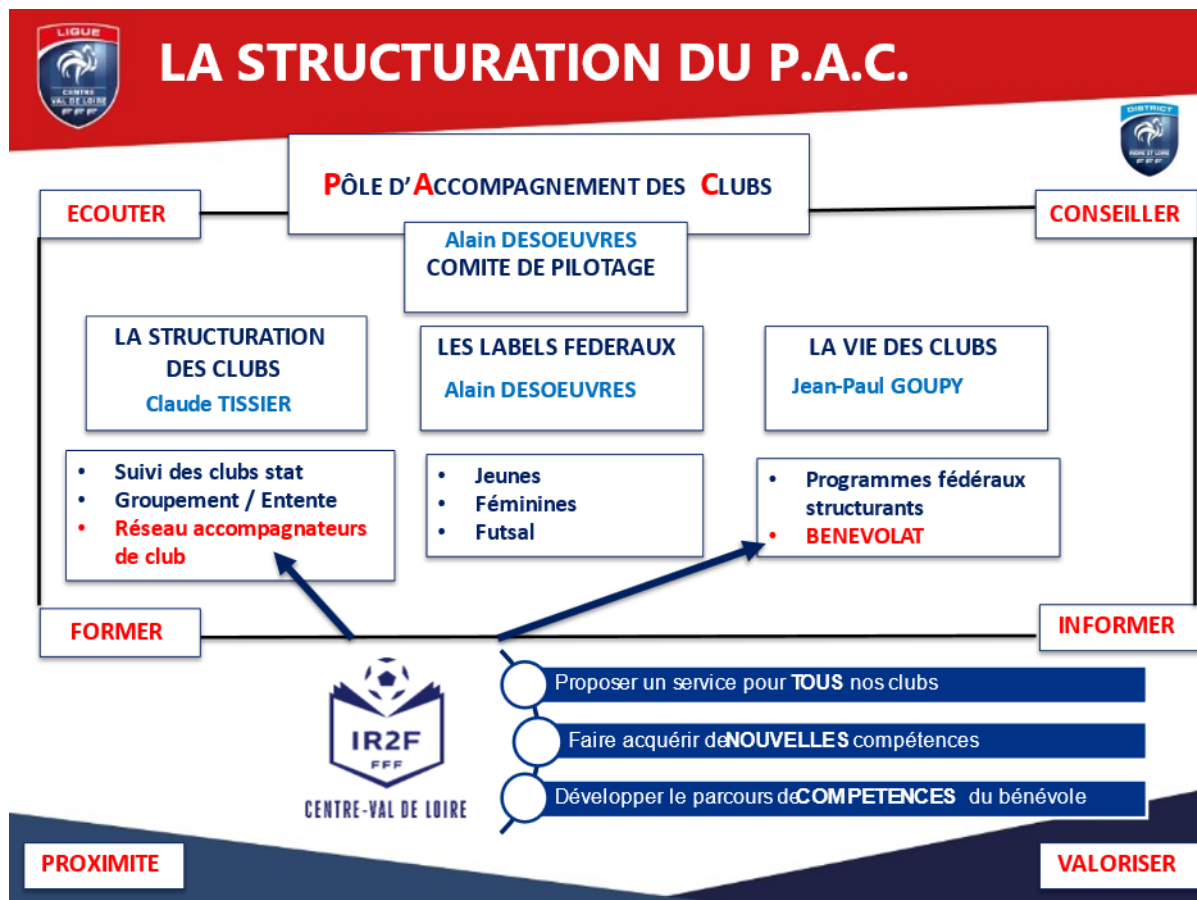 LIGUE
CENTRE
VAL DE LOIRE
FFF
LA STRUCTURATION DU P.A.C.
DISTRICT
INDRE ET LOIRE
FFF
PÔLE D'ACCOMPAGNEMENT DES CLUBS
ECOUTER
CONSEILLER
Alain DESOEUVRES
COMITE DE PILOTAGE
LA STRUCTURATION
DES CLUBS
Claude TISSIER
LES LABELS FEDERAUX
Alain DESOEUVRES
LA VIE DES CLUBS
Jean-Paul GOUPY
• Suivi des clubs stat
• Groupement / Entente
• Réseau accompagnateurs
de club
• Jeunes
• Féminines
• Futsal
• Programmes fédéraux
structurants
• BENEVOLAT
FORMER
INFORMER
IR2F
FFF
CENTRE-VAL DE LOIRE
Proposer un service pour TOUS nos clubs
Faire acquérir de NOUVELLES compétences
Développer le parcours de COMPETENCES du bénévole
PROXIMITE
VALORISER